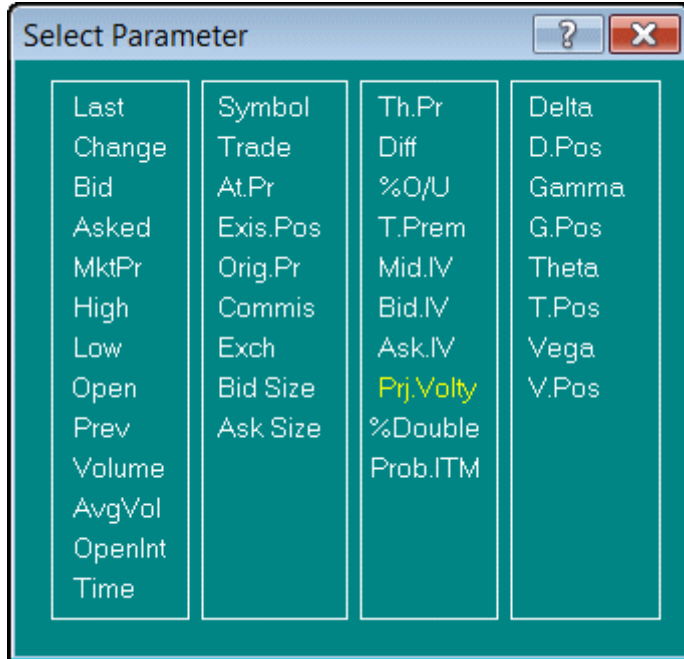 Select Parameter
?
Last
Change
Bid
Asked
MktPr
High
Low
Open
Prev
Volume
AvgVol
OpenInt
Time
Symbol
Trade
At.Pr
Exis.Pos
Orig.Pr
Commis
Exch
Bid Size
Ask Size
Th.Pr
Diff
%O/U
T.Prem
Mid.IV
Bid.IV
Ask.IV
Prj.Volty
%Double
Prob.ITM
Delta
D.Pos
Gamma
G.Pos
Theta
T.Pos
Vega
V.Pos